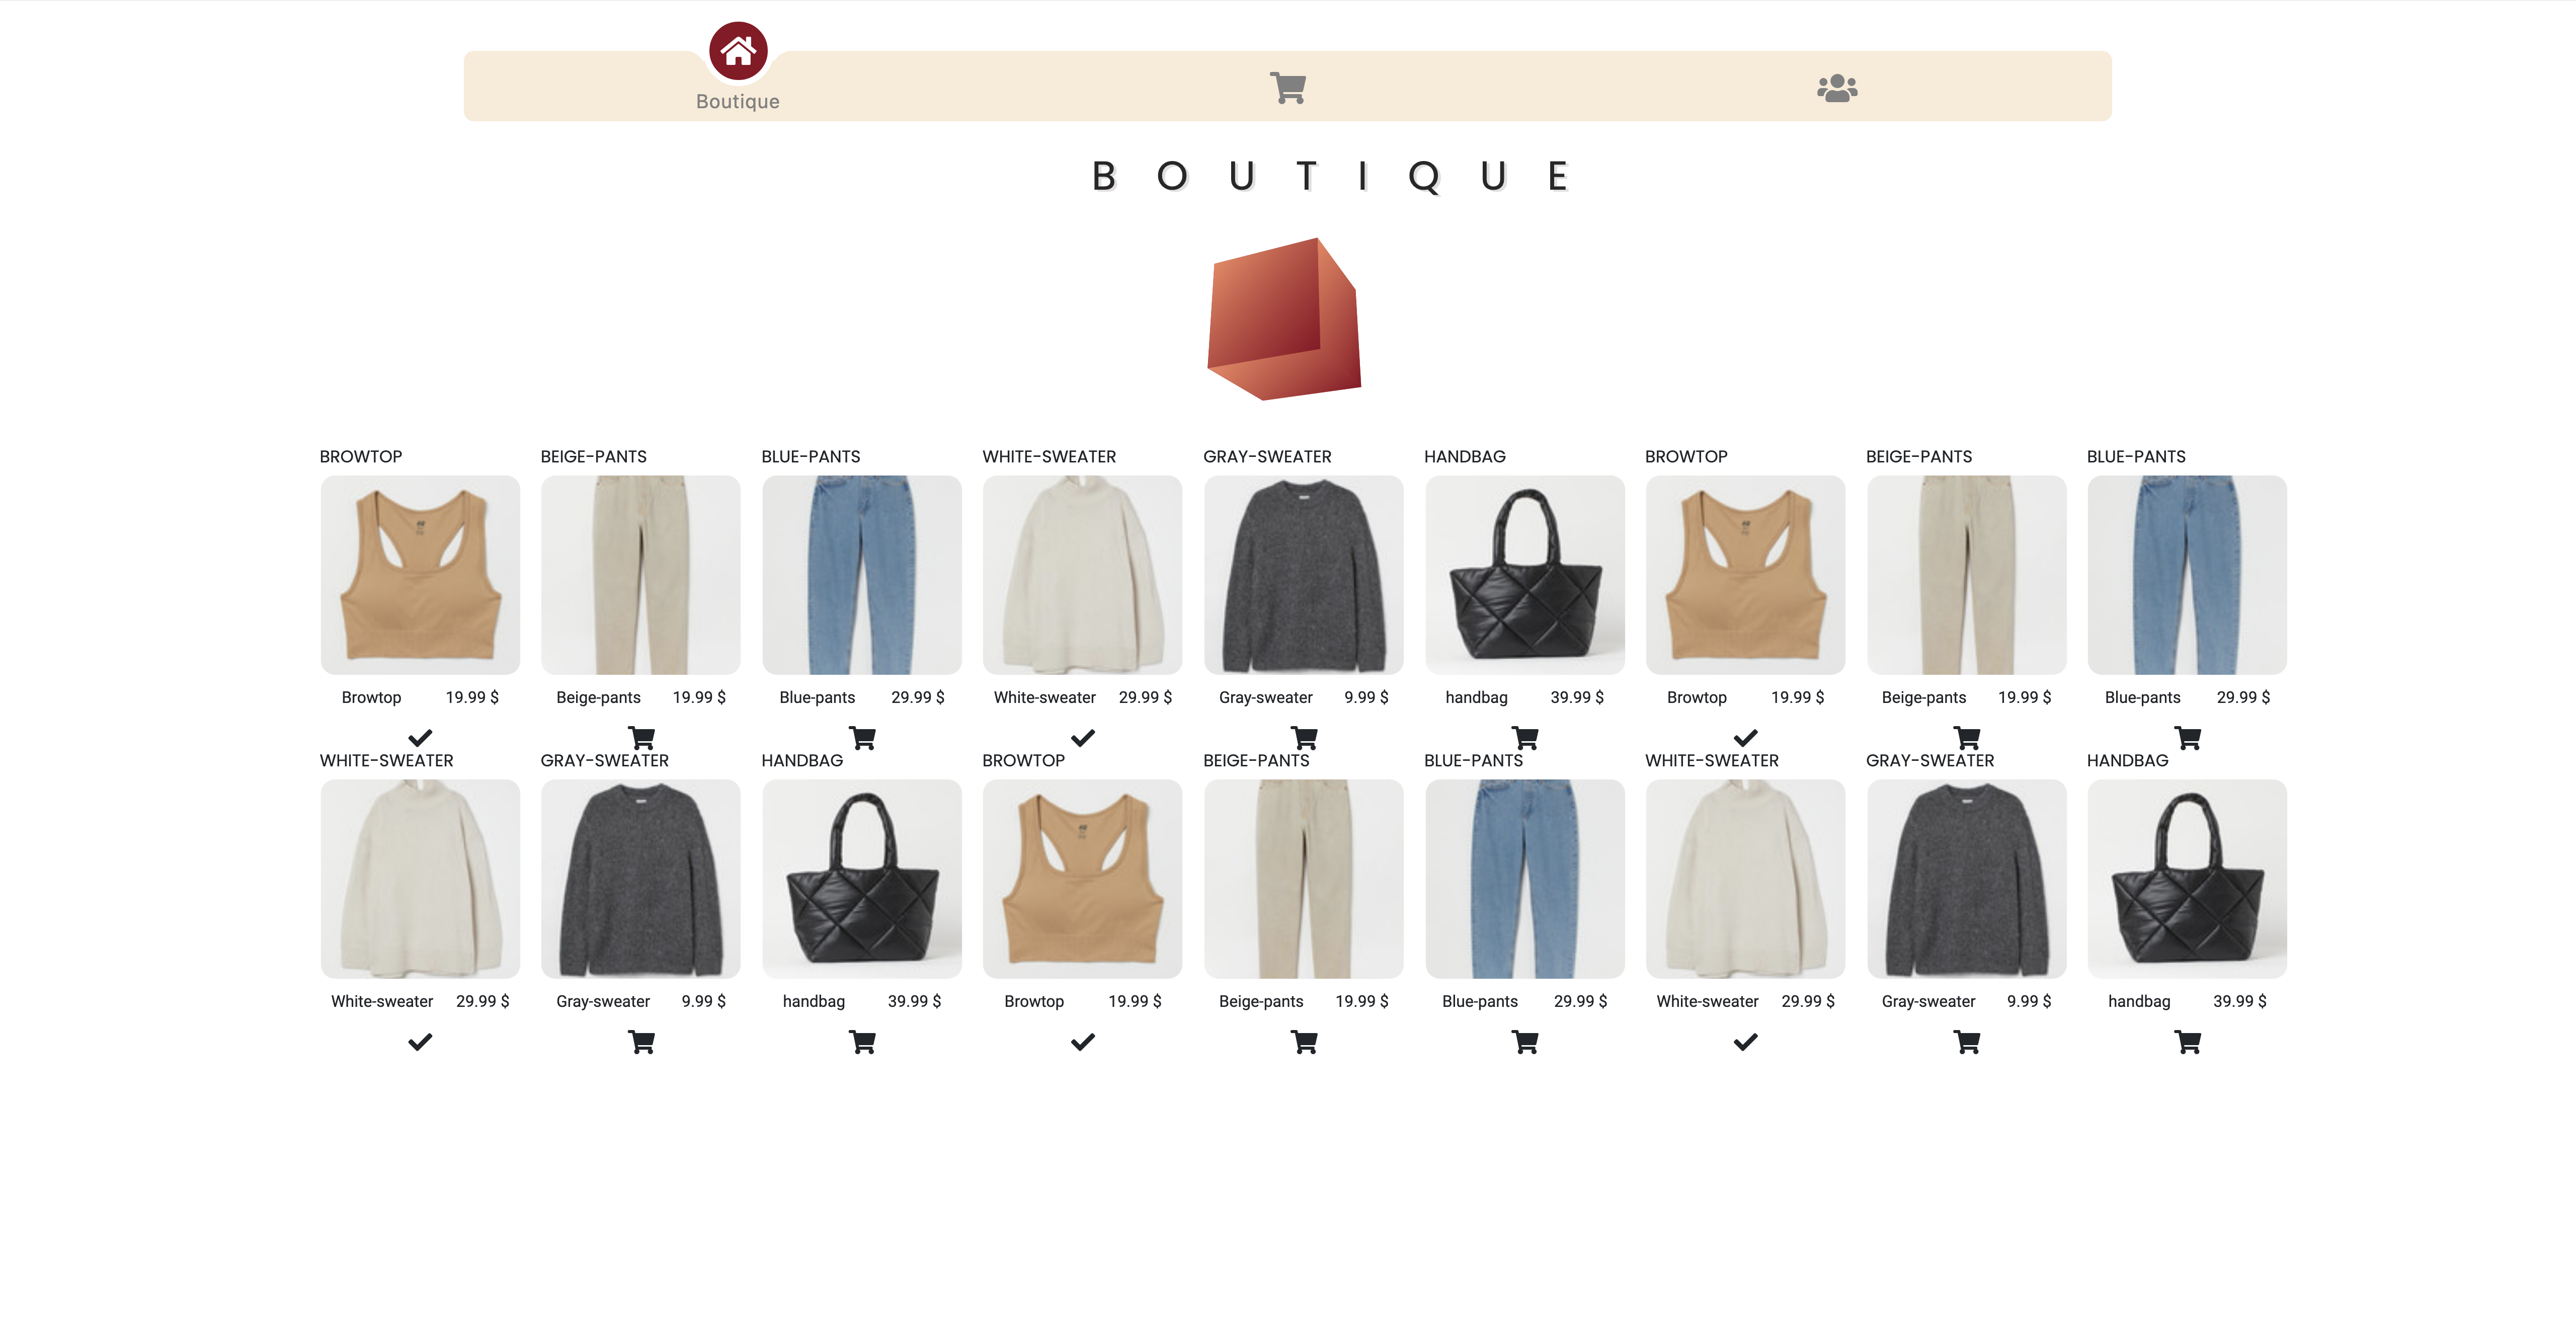 Boutique
BOUTIQUE
BROWTOP BEIGE-PANTS BLUE-PANTS WHITE-SWEATER GRAY-SWEATER HANDBAG BROWTOP BEIGE-PANTS BLUE-PANTS
Browtop 19.99 $ Beige-pants 19.99 $ Blue-pants 29.99 $ White-sweater 29.99 $ Gray-sweater 9.99 $ handbag 39.99 $ Browtop 19.99 $ Beige-pants 19.99 $ Blue-pants 29.99 $
WHITE-SWEATER GRAY-SWEATER HANDBAG BROWTOP BEIGE-PANTS BLUE-PANTS WHITE-SWEATER GRAY-SWEATER HANDBAG
White-sweater 29.99 $ Gray-sweater 9.99 $ handbag 39.99 $ Browtop 19.99 $ Beige-pants 19.99 $ Blue-pants 29.99 $ White-sweater 29.99 $ Gray-sweater 9.99 $ handbag 39.99 $